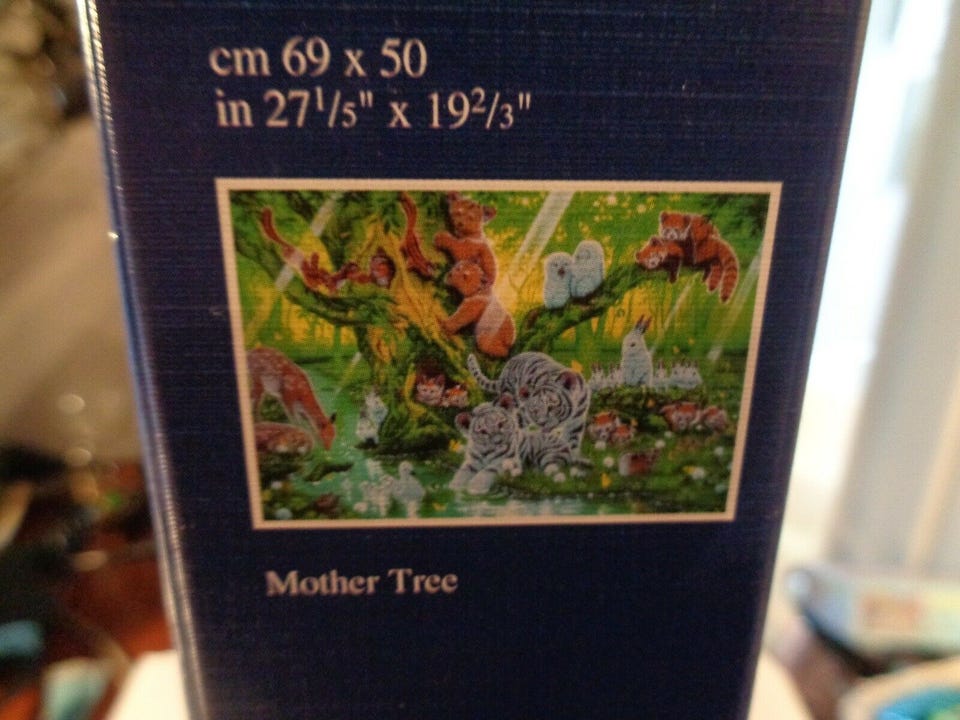 cm 69 x 50
in 27¹/₅" x 19²/₃"
Mother Tree